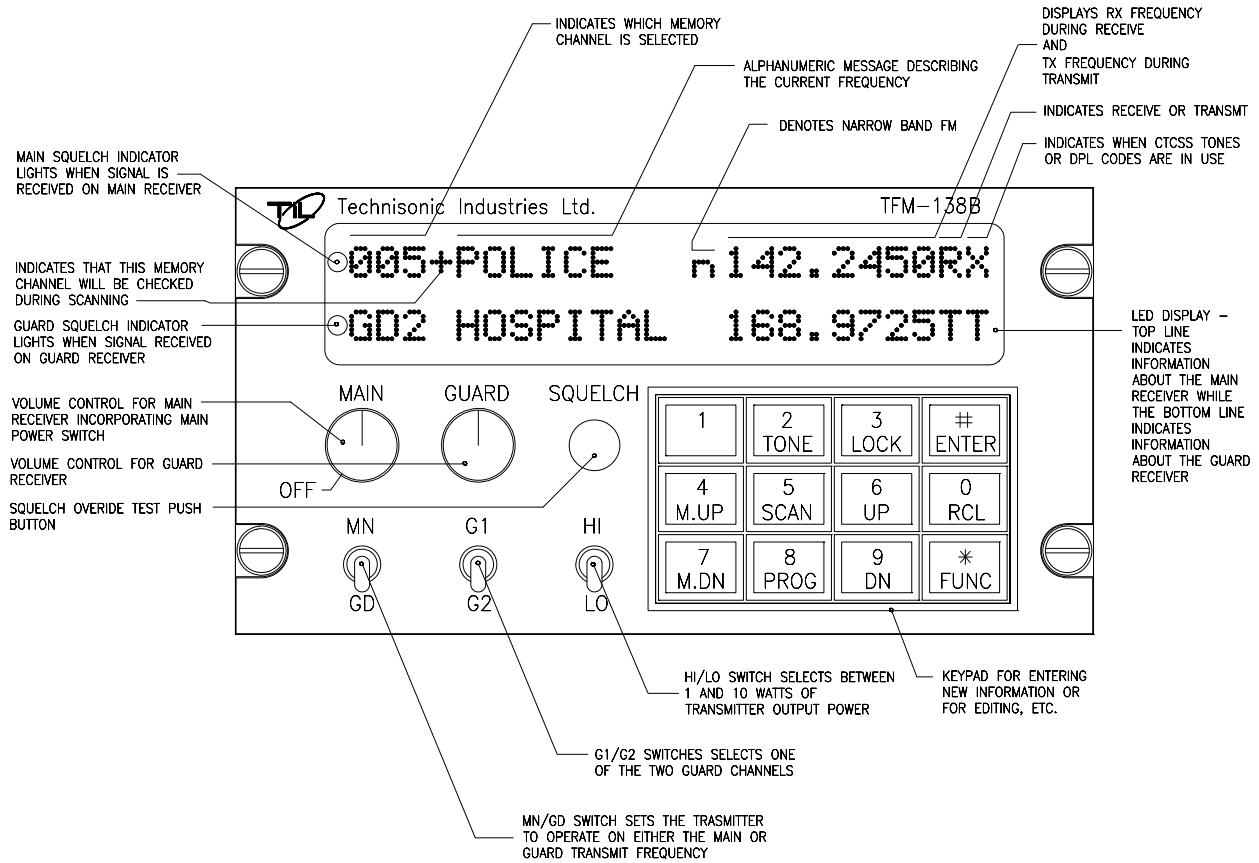 INDICATES WHICH MEMORY
CHANNEL IS SELECTED
ALPHANUMERIC MESSAGE DESCRIBING
THE CURRENT FREQUENCY
DENOTES NARROW BAND FM
DISPLAYS RX FREQUENCY
DURING RECEIVE
AND
TX FREQUENCY DURING
TRANSMIT
INDICATES RECEIVE OR TRANSMT
INDICATES WHEN CTCSS TONES
OR DPL CODES ARE IN USE
MAIN SQUELCH INDICATOR
LIGHTS WHEN SIGNAL IS
RECEIVED ON MAIN RECEIVER
INDICATES THAT THIS MEMORY
CHANNEL WILL BE CHECKED
DURING SCANNING
GUARD SQUELCH INDICATOR
LIGHTS WHEN SIGNAL RECEIVED
ON GUARD RECEIVER
VOLUME CONTROL FOR MAIN
RECEIVER INCORPORATING MAIN
POWER SWITCH
VOLUME CONTROL FOR GUARD
RECEIVER
SQUELCH OVERIDE TEST PUSH
BUTTON
TIL Technisonic Industries Ltd. TFM-138B
005+POLICE n142.2450RX
GD2 HOSPITAL 168.9725TT
MAIN GUARD SQUELCH
OFF
MN G1 HI
GD G2 LO
1 2 3 #
TONE LOCK ENTER
4 5 6 0
M.UP SCAN UP RCL
7 8 9 *
M.DN PROG DN FUNC
LED DISPLAY -
TOP LINE
INDICATES
INFORMATION
ABOUT THE MAIN
RECEIVER WHILE
THE BOTTOM LINE
INDICATES
INFORMATION
ABOUT THE GUARD
RECEIVER
HI/LO SWITCH SELECTS BETWEEN
1 AND 10 WATTS OF
TRANSMITTER OUTPUT POWER
KEYPAD FOR ENTERING
NEW INFORMATION OR
FOR EDITING, ETC.
G1/G2 SWITCHES SELECTS ONE
OF THE TWO GUARD CHANNELS
MN/GD SWITCH SETS THE TRASMITTER
TO OPERATE ON EITHER THE MAIN OR
GUARD TRANSMIT FREQUENCY